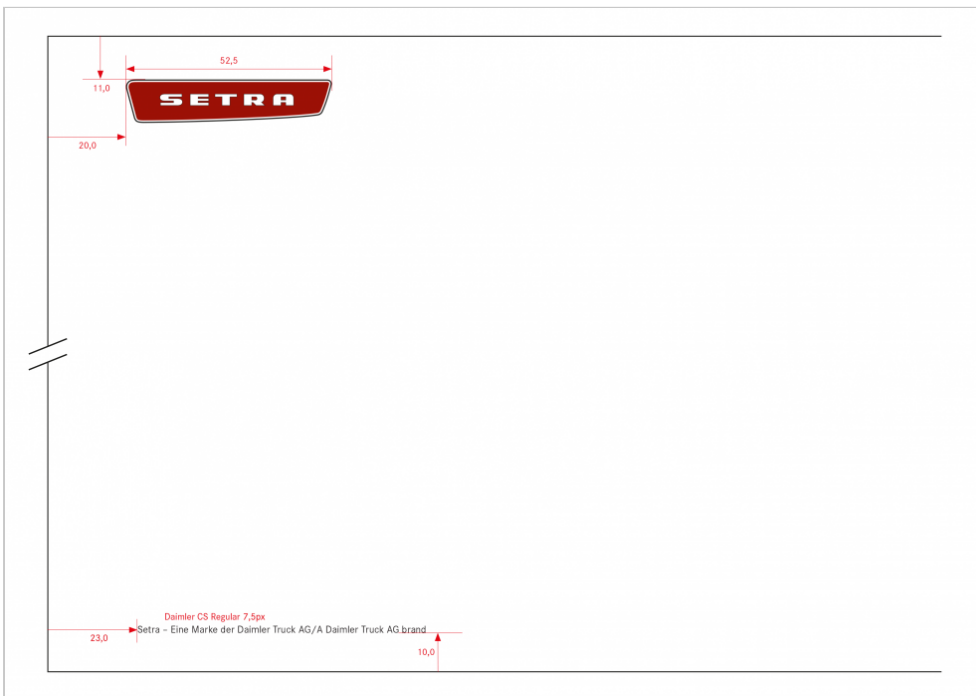 52,5
11,0
SETRA
20,0
Daimler CS Regular 7,5px
Setra – Eine Marke der Daimler Truck AG/A Daimler Truck AG brand
23,0
10,0